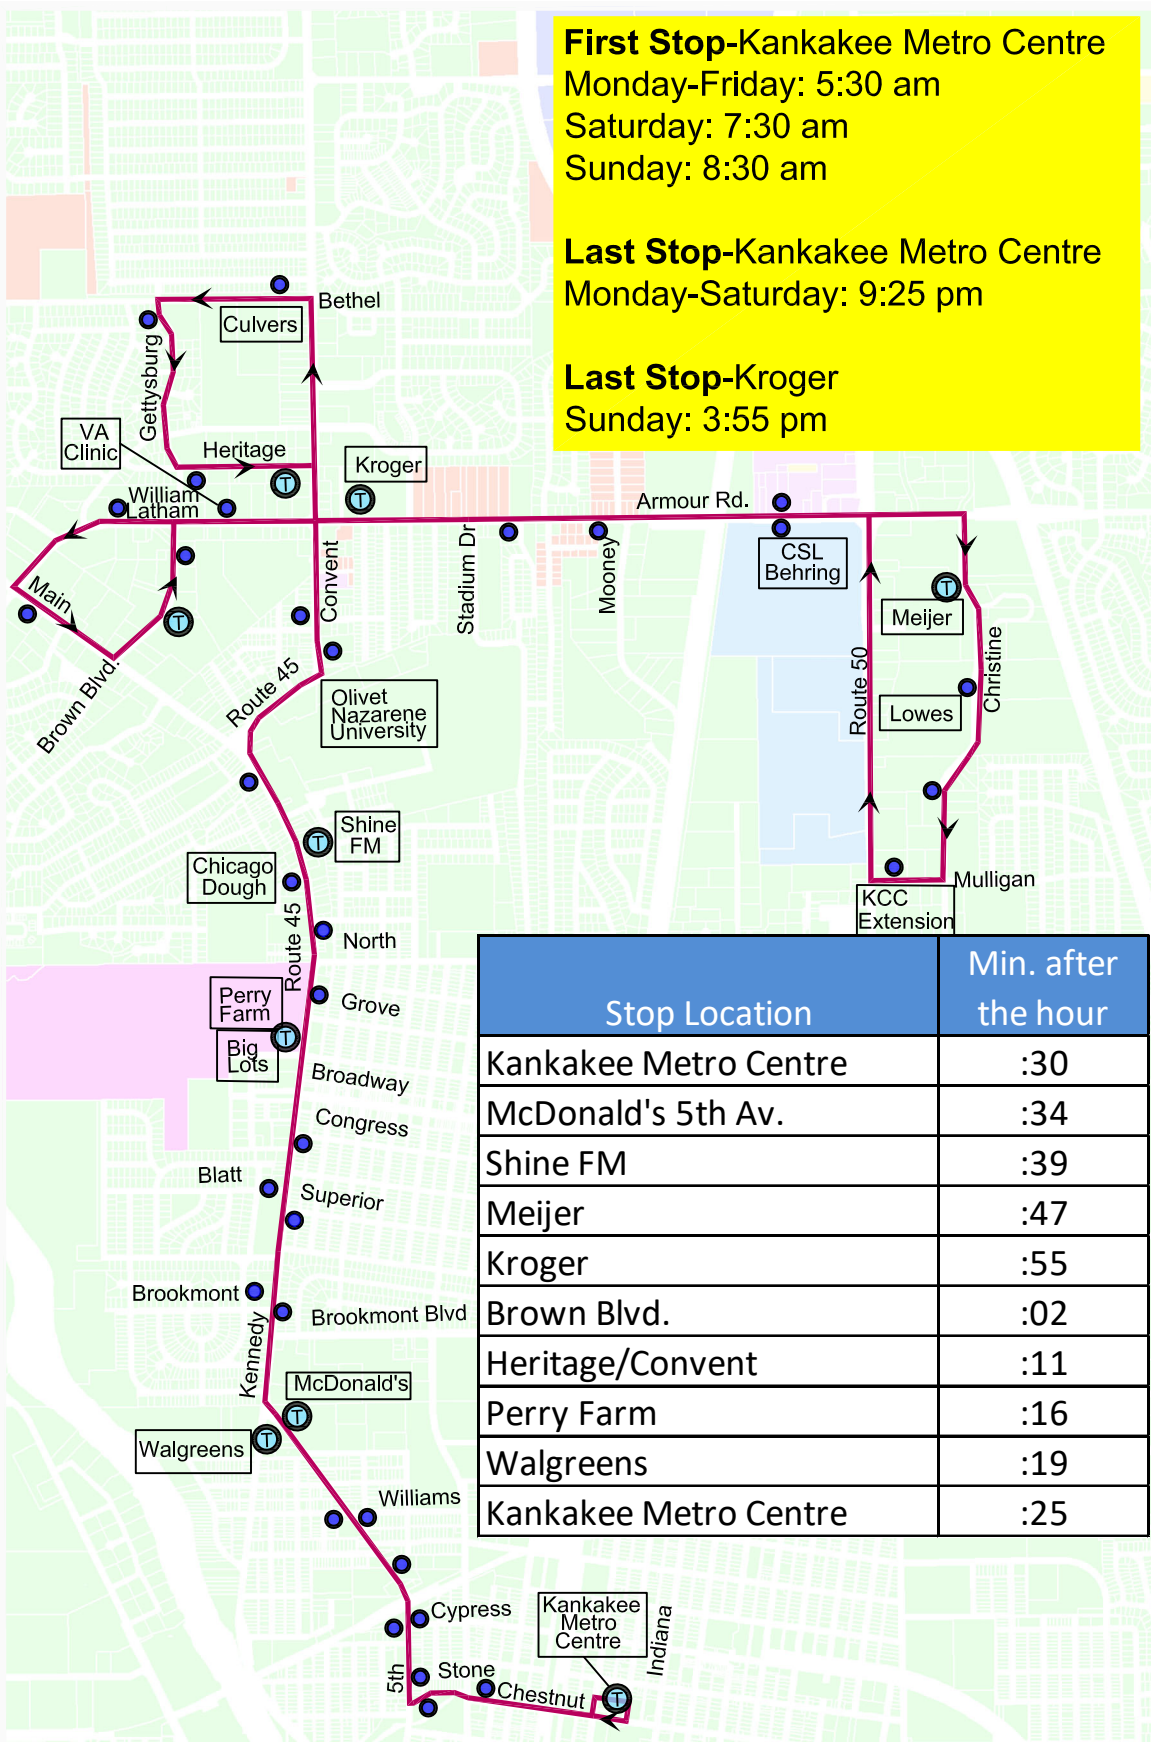 First Stop-Kankakee Metro Centre
Monday-Friday: 5:30 am
Saturday: 7:30 am
Sunday: 8:30 am
Last Stop-Kankakee Metro Centre
Monday-Saturday: 9:25 pm
Last Stop-Kroger
Sunday: 3:55 pm
Bethel
Culvers
Gettysburg
VA
Clinic
Heritage
T
Kroger
T
William
Latham
Armour Rd.
Main
T
Brown Blvd.
Convent
Stadium Dr
Mooney
CSL
Behring
T
Meijer
Christine
Route 50
Lowes
Route 45
Olivet
Nazarene
University
T
Shine
FM
Chicago
Dough
Mulligan
KCC
Extension
Route 45
North
Perry
Farm
Grove
T
Big
Lots
Broadway
Congress
Blatt
Superior
Brookmont
Brookmont Blvd
Kennedy
McDonald's
T
T
Walgreens
Williams
Cypress
5th
Stone
Chestnut
Kankakee
Metro
Centre
Indiana
T
Stop Location Min. after the hour
Kankakee Metro Centre :30
McDonald's 5th Av. :34
Shine FM :39
Meijer :47
Kroger :55
Brown Blvd. :02
Heritage/Convent :11
Perry Farm :16
Walgreens :19
Kankakee Metro Centre :25